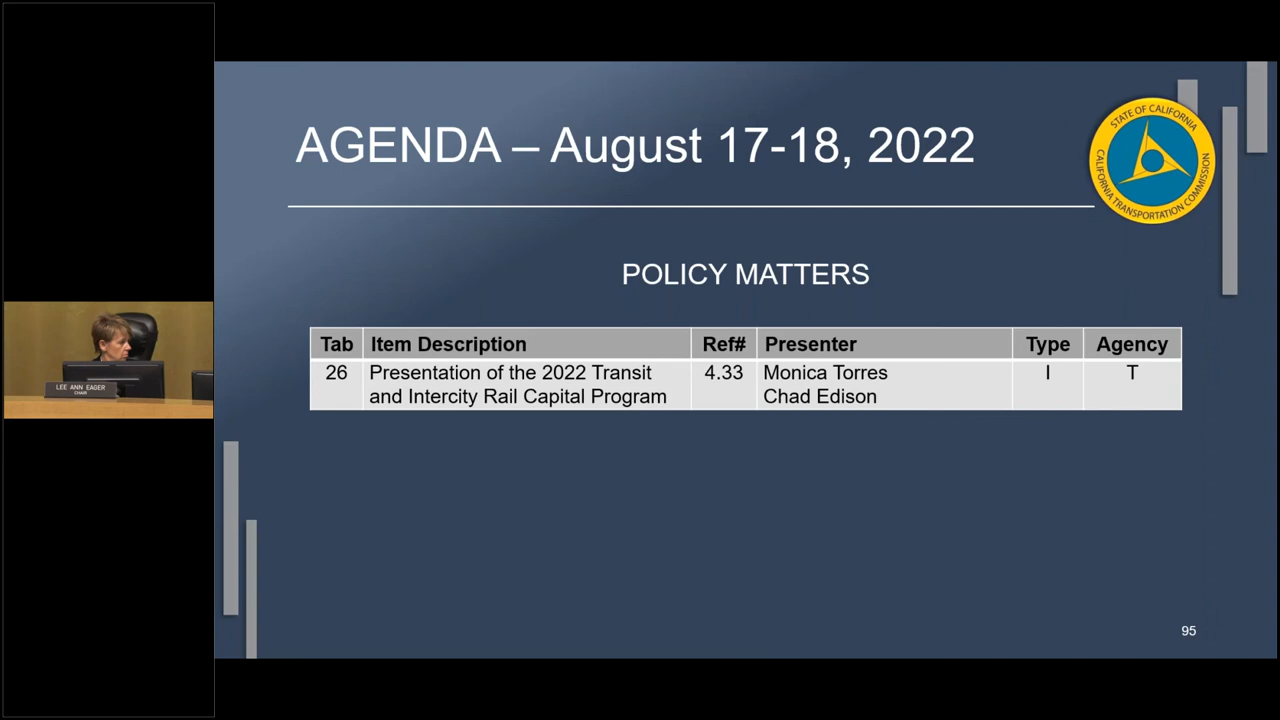 AGENDA – August 17-18, 2022
STATE OF CALIFORNIA
CALIFORNIA TRANSPORTATION COMMISSION
POLICY MATTERS
Tab Item Description Ref# Presenter Type Agency
26 Presentation of the 2022 Transit 4.33 Monica Torres I T
and Intercity Rail Capital Program Chad Edison
LEE ANN EAGER
CHAIR
95